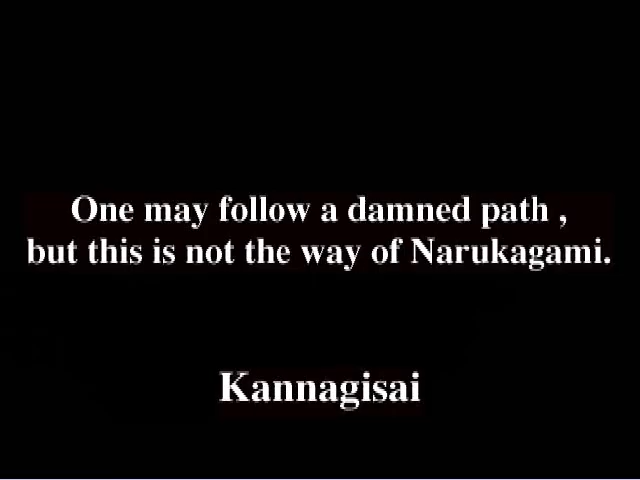 One may follow a damned path ,
but this is not the way of Narukagami.
Kannagisai